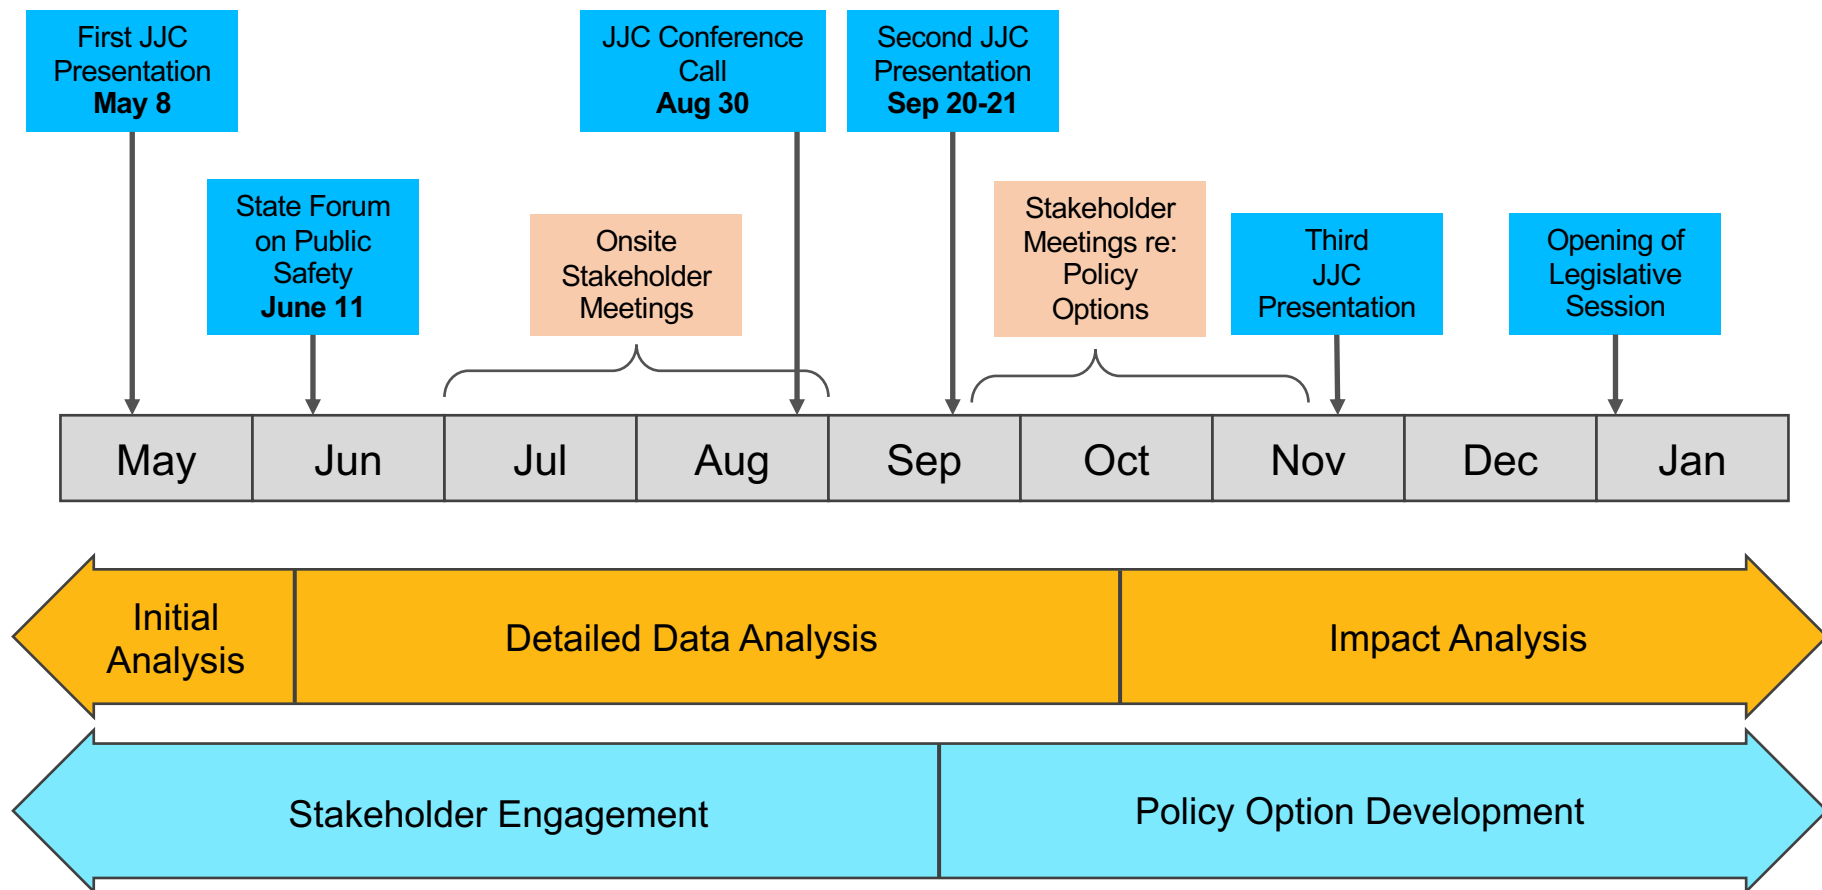 First JJC
Presentation
May 8
JJC Conference
Call
Aug 30
Second JJC
Presentation
Sep 20-21
State Forum
on Public
Safety
June 11
Onsite
Stakeholder
Meetings
Stakeholder
Meetings re:
Policy
Options
Third
JJC
Presentation
Opening of
Legislative
Session
May
Jun
Jul
Aug
Sep
Oct
Nov
Dec
Jan
Initial
Analysis
Detailed Data Analysis
Impact Analysis
Stakeholder Engagement
Policy Option Development